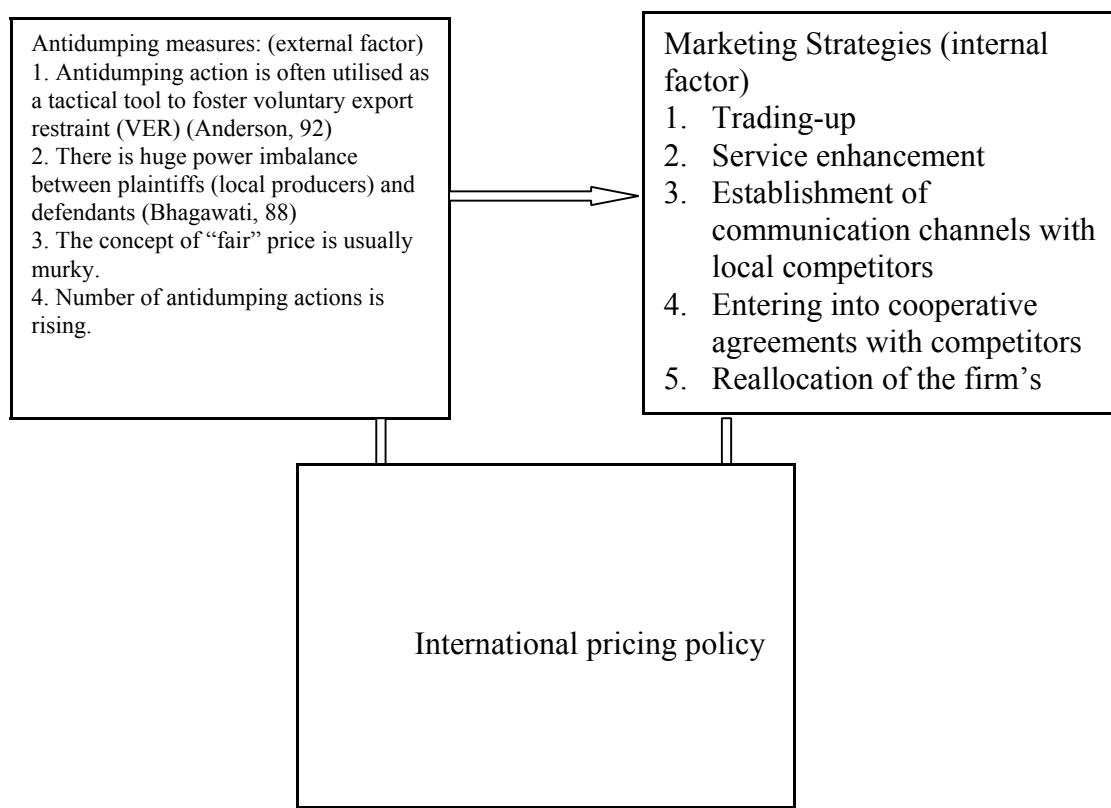 Antidumping measures: (external factor)
1. Antidumping action is often utilised as
a tactical tool to foster voluntary export
restraint (VER) (Anderson, 92)
2. There is huge power imbalance
between plaintiffs (local producers) and
defendants (Bhagawati, 88)
3. The concept of “fair” price is usually
murky.
4. Number of antidumping actions is
rising.
Marketing Strategies (internal
factor)
1. Trading-up
2. Service enhancement
3. Establishment of
communication channels with
local competitors
4. Entering into cooperative
agreements with competitors
5. Reallocation of the firm’s
International pricing policy